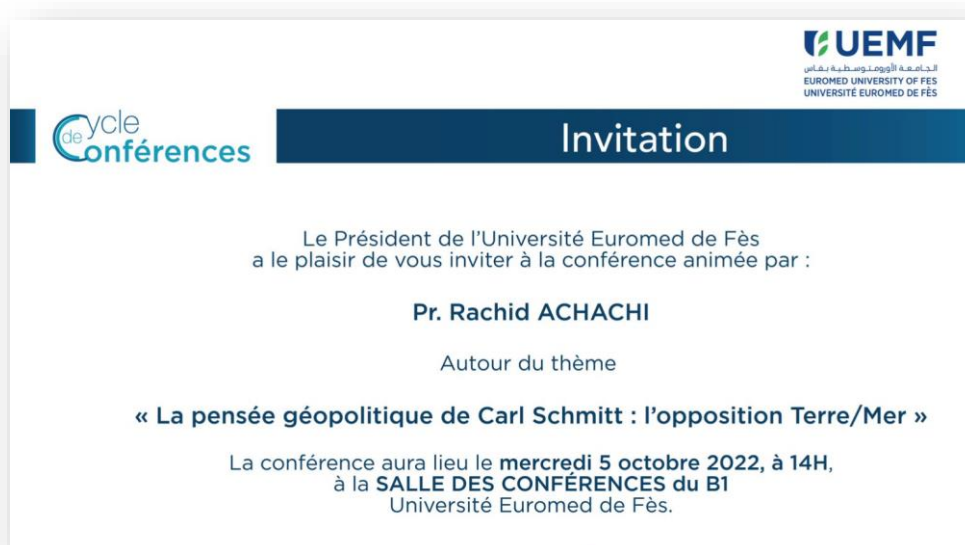 UEMF
الجامعة الأورومتوسطية بفاس
EUROMED UNIVERSITY OF FES
UNIVERSITÉ EUROMED DE FÈS
Cycle
de
Conférences
Invitation
Le Président de l'Université Euromed de Fès
a le plaisir de vous inviter à la conférence animée par :
Pr. Rachid ACHACHI
Autour du thème
« La pensée géopolitique de Carl Schmitt : l'opposition Terre/Mer »
La conférence aura lieu le mercredi 5 octobre 2022, à 14H,
à la SALLE DES CONFÉRENCES du B1
Université Euromed de Fès.